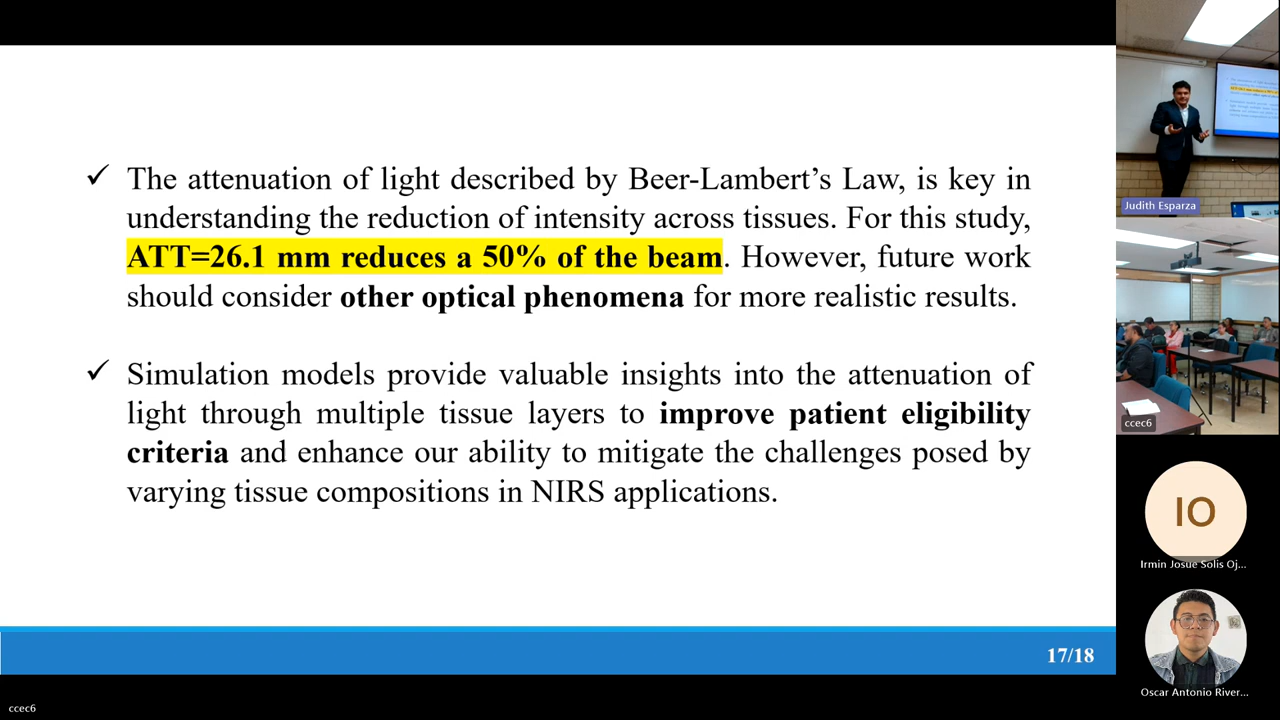 The attenuation of light described by Beer-Lambert’s Law, is key in
understanding the reduction of intensity across tissues. For this study,
ATT=26.1 mm reduces a 50% of the beam. However, future work
should consider other optical phenomena for more realistic results.
Simulation models provide valuable insights into the attenuation of
light through multiple tissue layers to improve patient eligibility
criteria and enhance our ability to mitigate the challenges posed by
varying tissue compositions in NIRS applications.
17/18
ccec6
Judith Esparza
ccec6
IO
Irmin Josue Solis Oj...
Oscar Antonio River...